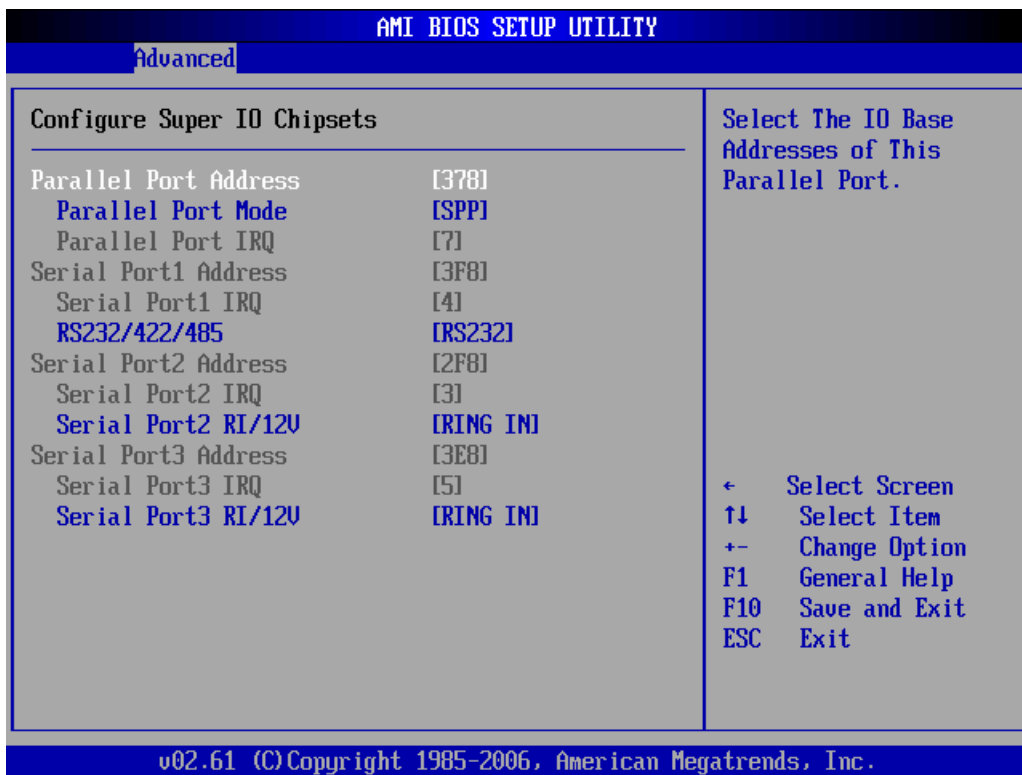 AMI BIOS SETUP UTILITY
Advanced
Configure Super IO Chipsets
Parallel Port Address [378]
Parallel Port Mode [SPP]
Parallel Port IRQ [7]
Serial Port1 Address [3F8]
Serial Port1 IRQ [4]
RS232/422/485 [RS232]
Serial Port2 Address [2F8]
Serial Port2 IRQ [3]
Serial Port2 RI/12V [RING IN]
Serial Port3 Address [3E8]
Serial Port3 IRQ [5]
Serial Port3 RI/12V [RING IN]
Select The IO Base
Addresses of This
Parallel Port.
← Select Screen
↑↓ Select Item
+- Change Option
F1 General Help
F10 Save and Exit
ESC Exit
v02.61 (C)Copyright 1985-2006, American Megatrends, Inc.